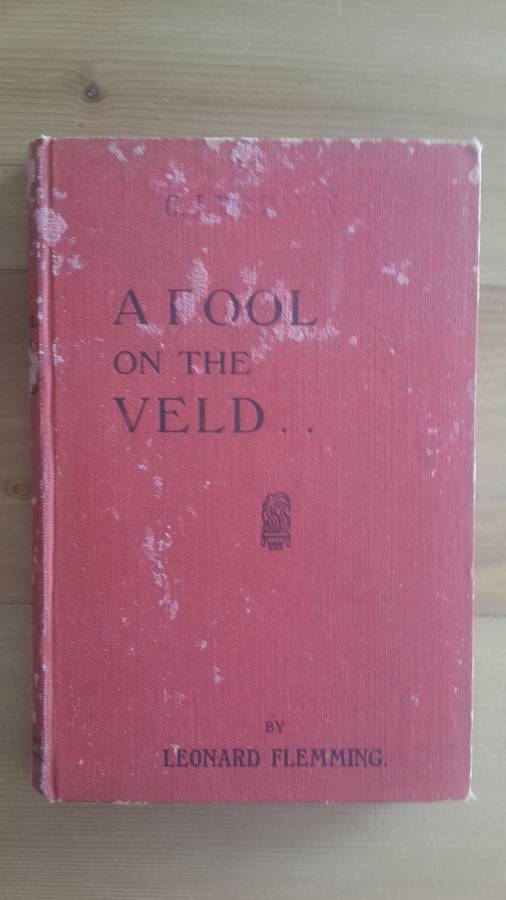 A FOOL
ON THE
VELD . .
BY
LEONARD FLEMMING.